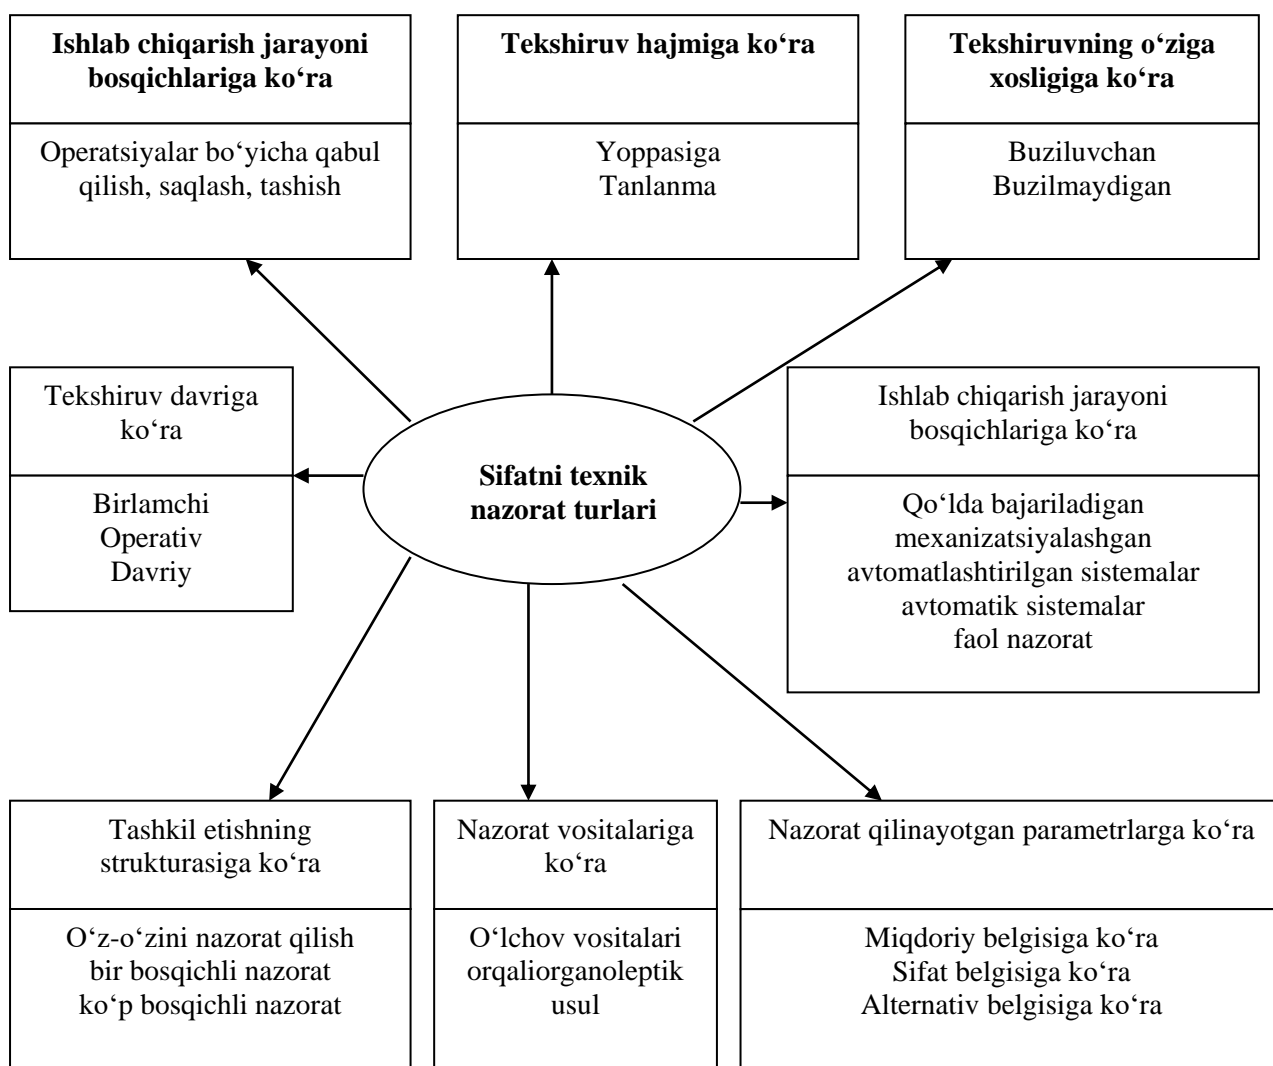 Ishlab chiqarish jarayoni
bosqichlariga ko‘ra
Operatsiyalar bo‘yicha qabul
qilish, saqlash, tashish
Tekshiruv hajmiga ko‘ra
Yoppasiga
Tanlanma
Tekshiruvning o‘ziga
xosligiga ko‘ra
Buziluvchan
Buzilmaydigan
Tekshiruv davriga
ko‘ra
Birlamchi
Operativ
Davriy
Sifatni texnik
nazorat turlari
Ishlab chiqarish jarayoni
bosqichlariga ko‘ra
Qo‘lda bajariladigan
mexanizatsiyalashgan
avtomatlashtirilgan sistemalar
avtomatik sistemalar
faol nazorat
Tashkil etishning
strukturasiga ko‘ra
O‘z-o‘zini nazorat qilish
bir bosqichli nazorat
ko‘p bosqichli nazorat
Nazorat vositalariga
ko‘ra
O‘lchov vositalari
orqaliorganoleptik
usul
Nazorat qilinayotgan parametrlarga ko‘ra
Miqdoriy belgisiga ko‘ra
Sifat belgisiga ko‘ra
Alternativ belgisiga ko‘ra